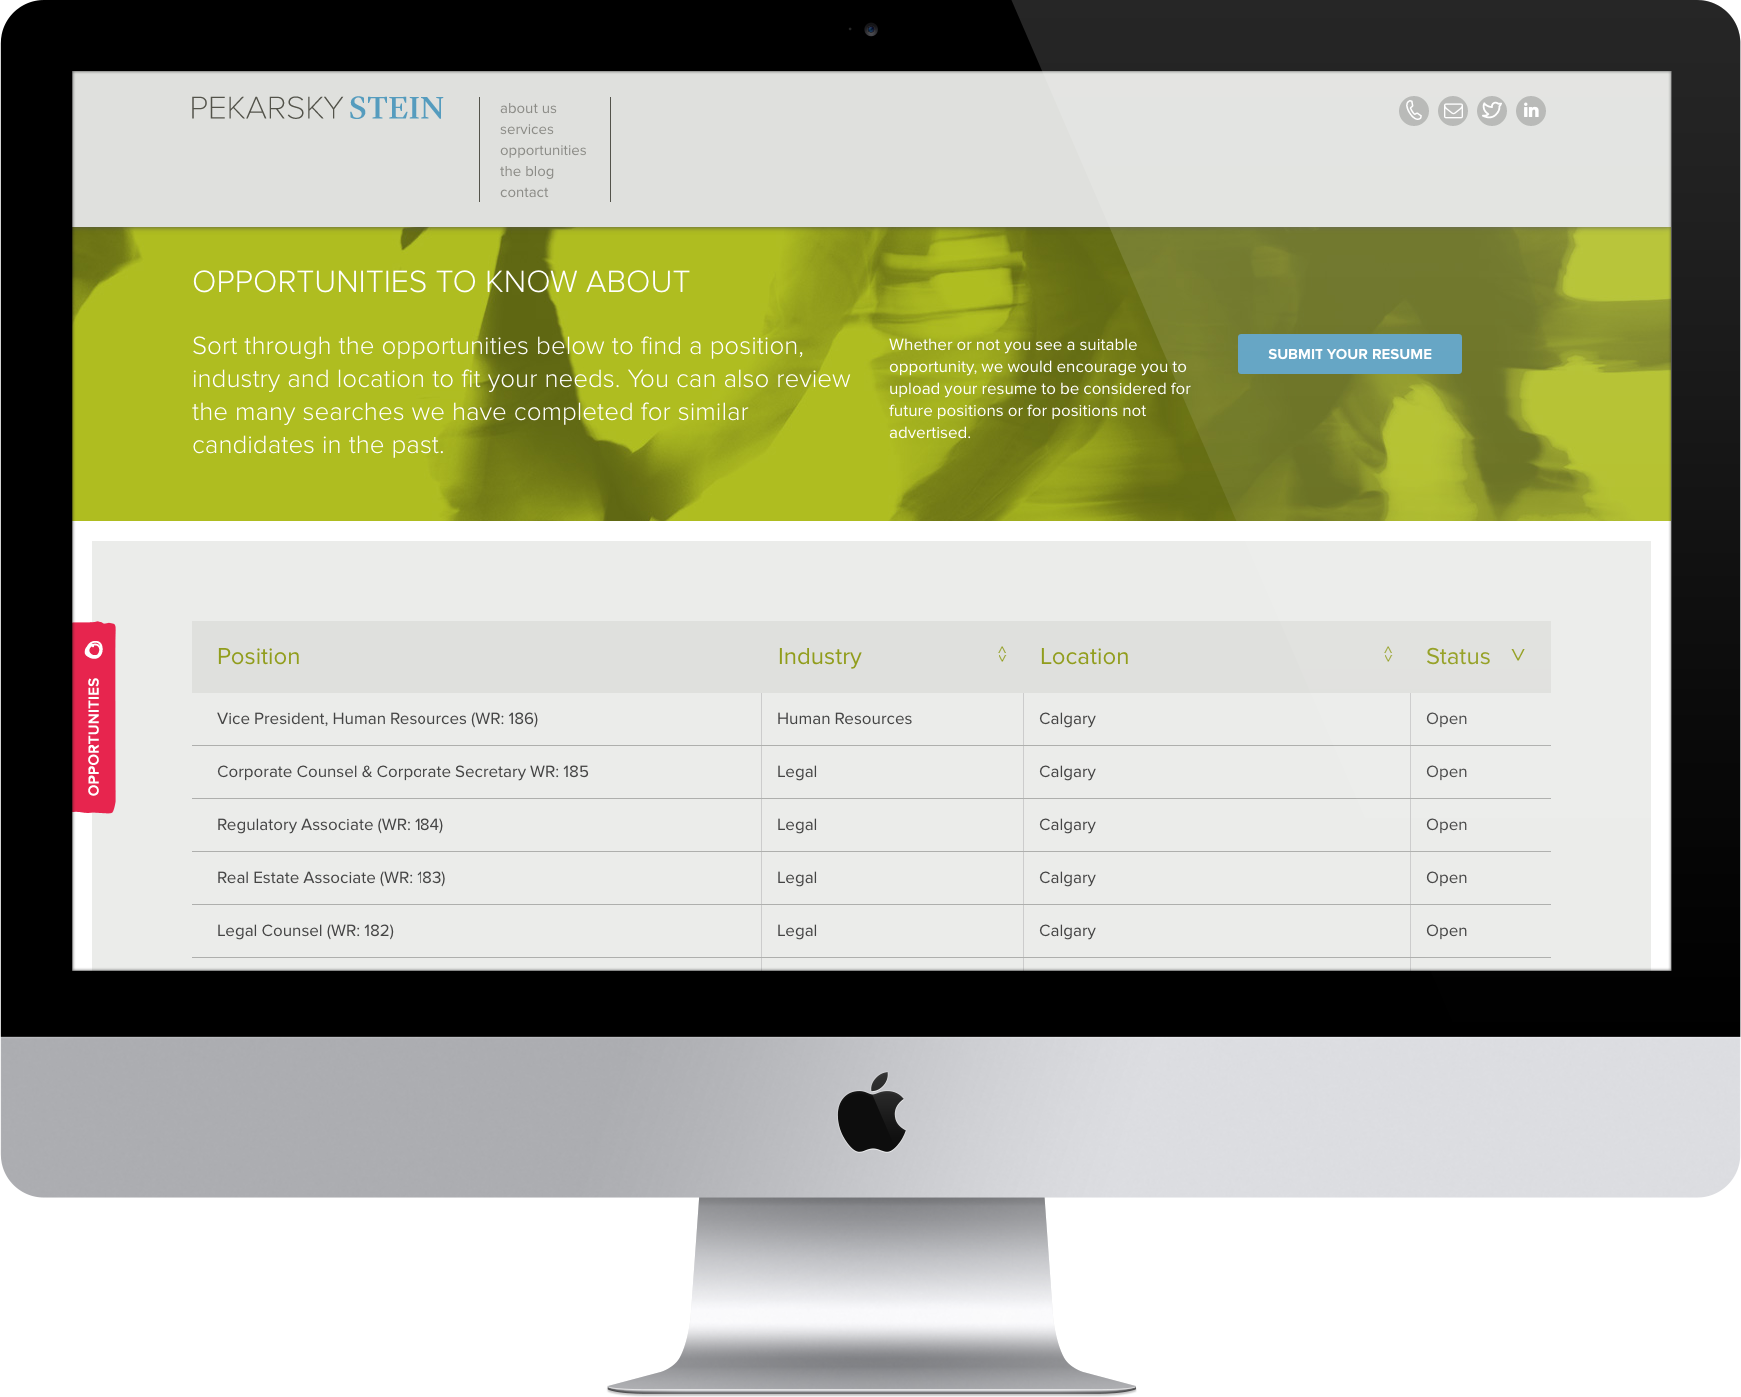 PEKARSKY STEIN
about us
services
opportunities
the blog
contact
in
OPPORTUNITIES TO KNOW ABOUT
Sort through the opportunities below to find a position,
industry and location to fit your needs. You can also review
the many searches we have completed for similar
candidates in the past.
Whether or not you see a suitable
opportunity, we would encourage you to
upload your resume to be considered for
future positions or for positions not
advertised.
SUBMIT YOUR RESUME
OPPORTUNITIES
Position Industry Location Status
Vice President, Human Resources (WR: 186) Human Resources Calgary Open
Corporate Counsel & Corporate Secretary WR: 185 Legal Calgary Open
Regulatory Associate (WR: 184) Legal Calgary Open
Real Estate Associate (WR: 183) Legal Calgary Open
Legal Counsel (WR: 182) Legal Calgary Open